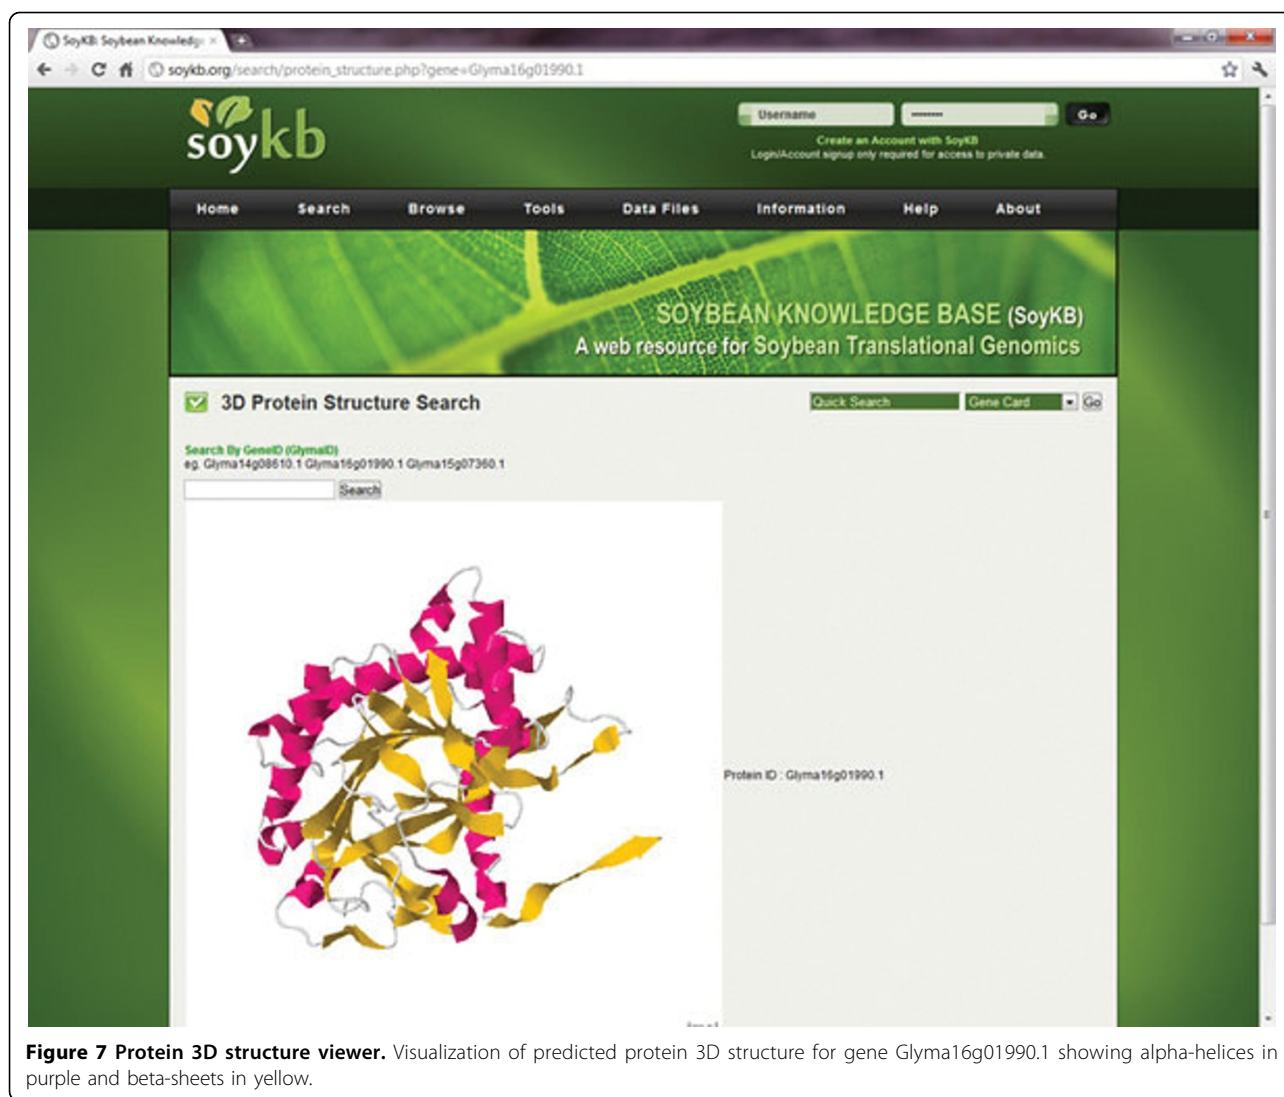 SoyKB: Soybean Knowledg
soykb.org/search/protein_structure.php?gene=Glyma16g01990.1
soykb
Username
Go
Create an Account with SoyKB
Login/Account signup only required for access to private data.
Home Search Browse Tools Data Files Information Help About
SOYBEAN KNOWLEDGE BASE (SoyKB)
A web resource for Soybean Translational Genomics
3D Protein Structure Search
Quick Search Gene Card Go
Search By GeneID (GlymaID)
eg. Glyma14g08610.1 Glyma16g01990.1 Glyma15g07360.1
Search
Protein ID : Glyma16g01990.1
Figure 7 Protein 3D structure viewer. Visualization of predicted protein 3D structure for gene Glyma16g01990.1 showing alpha-helices in
purple and beta-sheets in yellow.